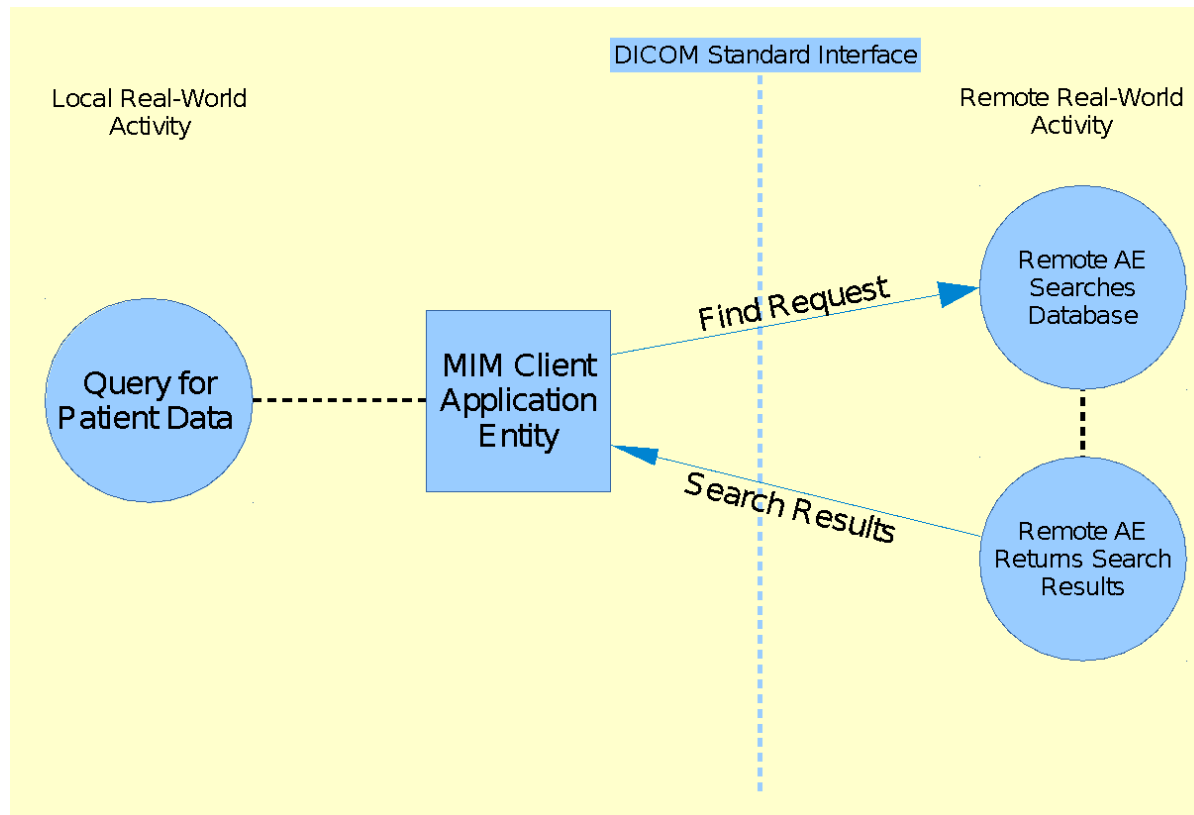 DICOM Standard Interface
Local Real-World
Activity
Remote Real-World
Activity
Query for
Patient Data
MIM Client
Application
Entity
Find Request
Search Results
Remote AE
Searches
Database
Remote AE
Returns Search
Results